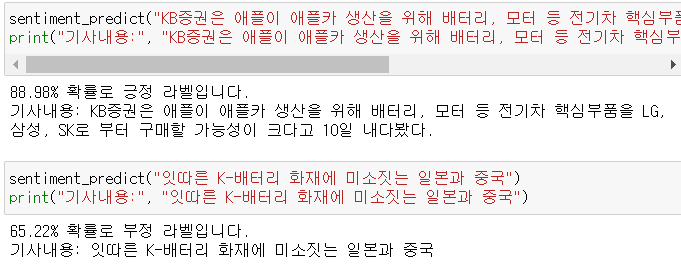 sentiment_predict("KB증권은 애플이 애플카 생산을 위해 배터리, 모터 등 전기차 핵심부품
print("기사내용:", "KB증권은 애플이 애플카 생산을 위해 배터리, 모터 등 전기차 핵심부
88.98% 확률로 긍정 라벨입니다.
기사내용: KB증권은 애플이 애플카 생산을 위해 배터리, 모터 등 전기차 핵심부품을 LG,
삼성, SK로 부터 구매할 가능성이 크다고 10일 내다봤다.
sentiment_predict("잇따른 K-배터리 화재에 미소짓는 일본과 중국")
print("기사내용:", "잇따른 K-배터리 화재에 미소짓는 일본과 중국")
65.22% 확률로 부정 라벨입니다.
기사내용: 잇따른 K-배터리 화재에 미소짓는 일본과 중국